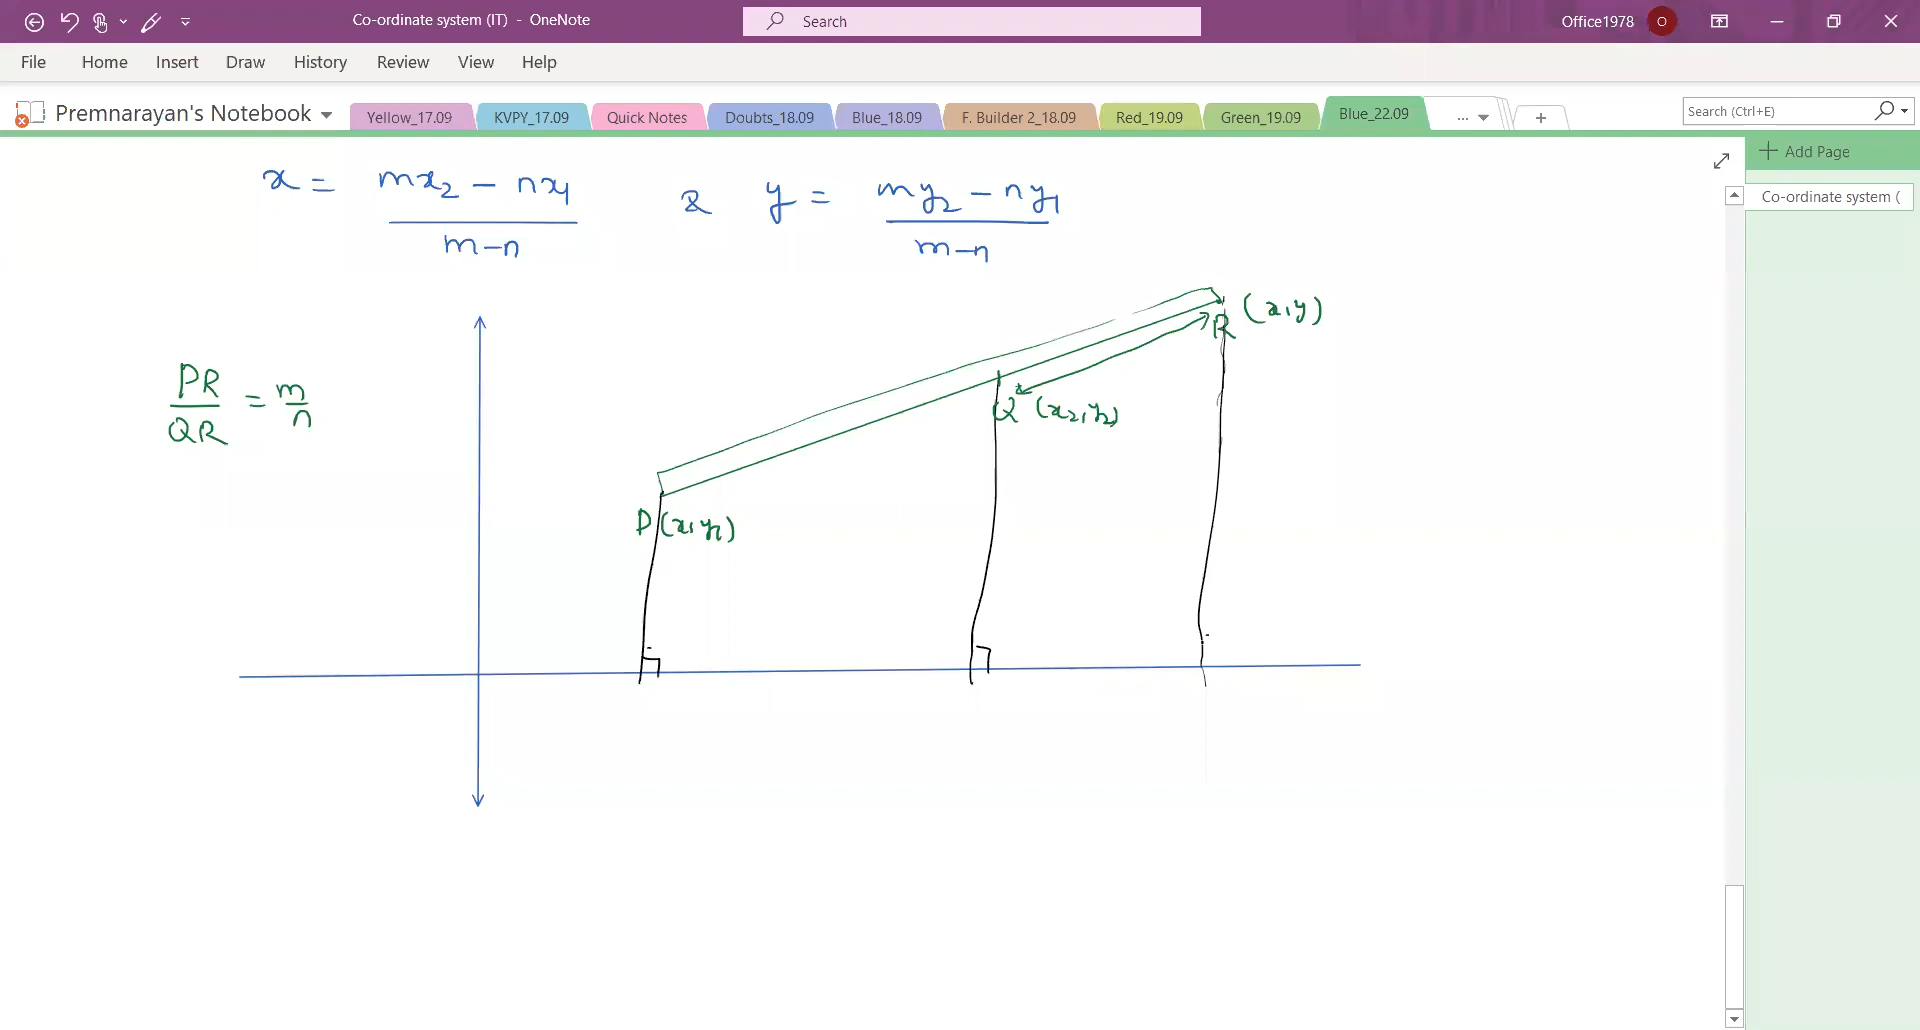 Co-ordinate system (IT) - OneNote
Search
Office1978
O
File Home Insert Draw History Review View Help
Premnarayan's Notebook
Yellow_17.09
KVPY_17.09
Quick Notes
Doubts_18.09
Blue_18.09
F. Builder 2_18.09
Red_19.09
Green_19.09
Blue_22.09
...
+
Search (Ctrl+E)
+ Add Page
Co-ordinate system (
x = (mx₂ - nx₁)/(m-n) & y = (my₂ - ny₁)/(m-n)
R (x,y)
PR/QR = m/n
Q (x₂,y₂)
P (x₁y₁)